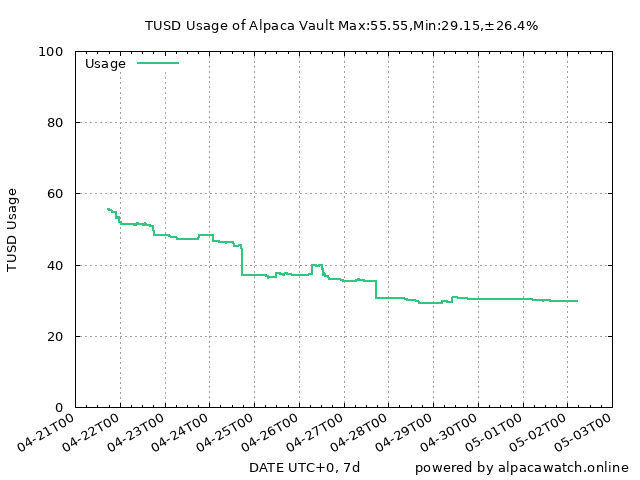 TUSD Usage of Alpaca Vault Max:55.55,Min:29.15,±26.4%
Usage
100
80
60
40
20
0
TUSD Usage
04-21T00
04-22T00
04-23T00
04-24T00
04-25T00
04-26T00
04-27T00
04-28T00
04-29T00
04-30T00
05-01T00
05-02T00
05-03T00
DATE UTC+0, 7d
powered by alpacawatch.online